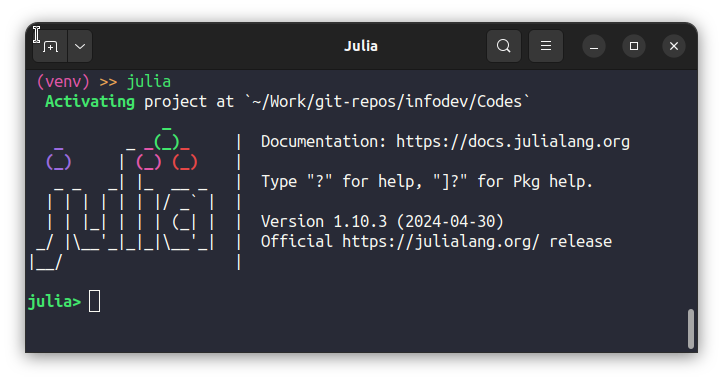 Julia
(venv) >> julia
Activating project at `~/Work/git-repos/infodev/Codes`
               _
   _       _ _(_)_     |  Documentation: https://docs.julialang.org
  (_)     | (_) (_)    |
   _ _   _| |_  __ _   |  Type "?" for help, "]?" for Pkg help.
  | | | | | | |/ _` |  |
  | | |_| | | | (_| |  |  Version 1.10.3 (2024-04-30)
 _/ |\__'_|_|_|\__'_|  |  Official https://julialang.org/ release
|__/                   |
julia>